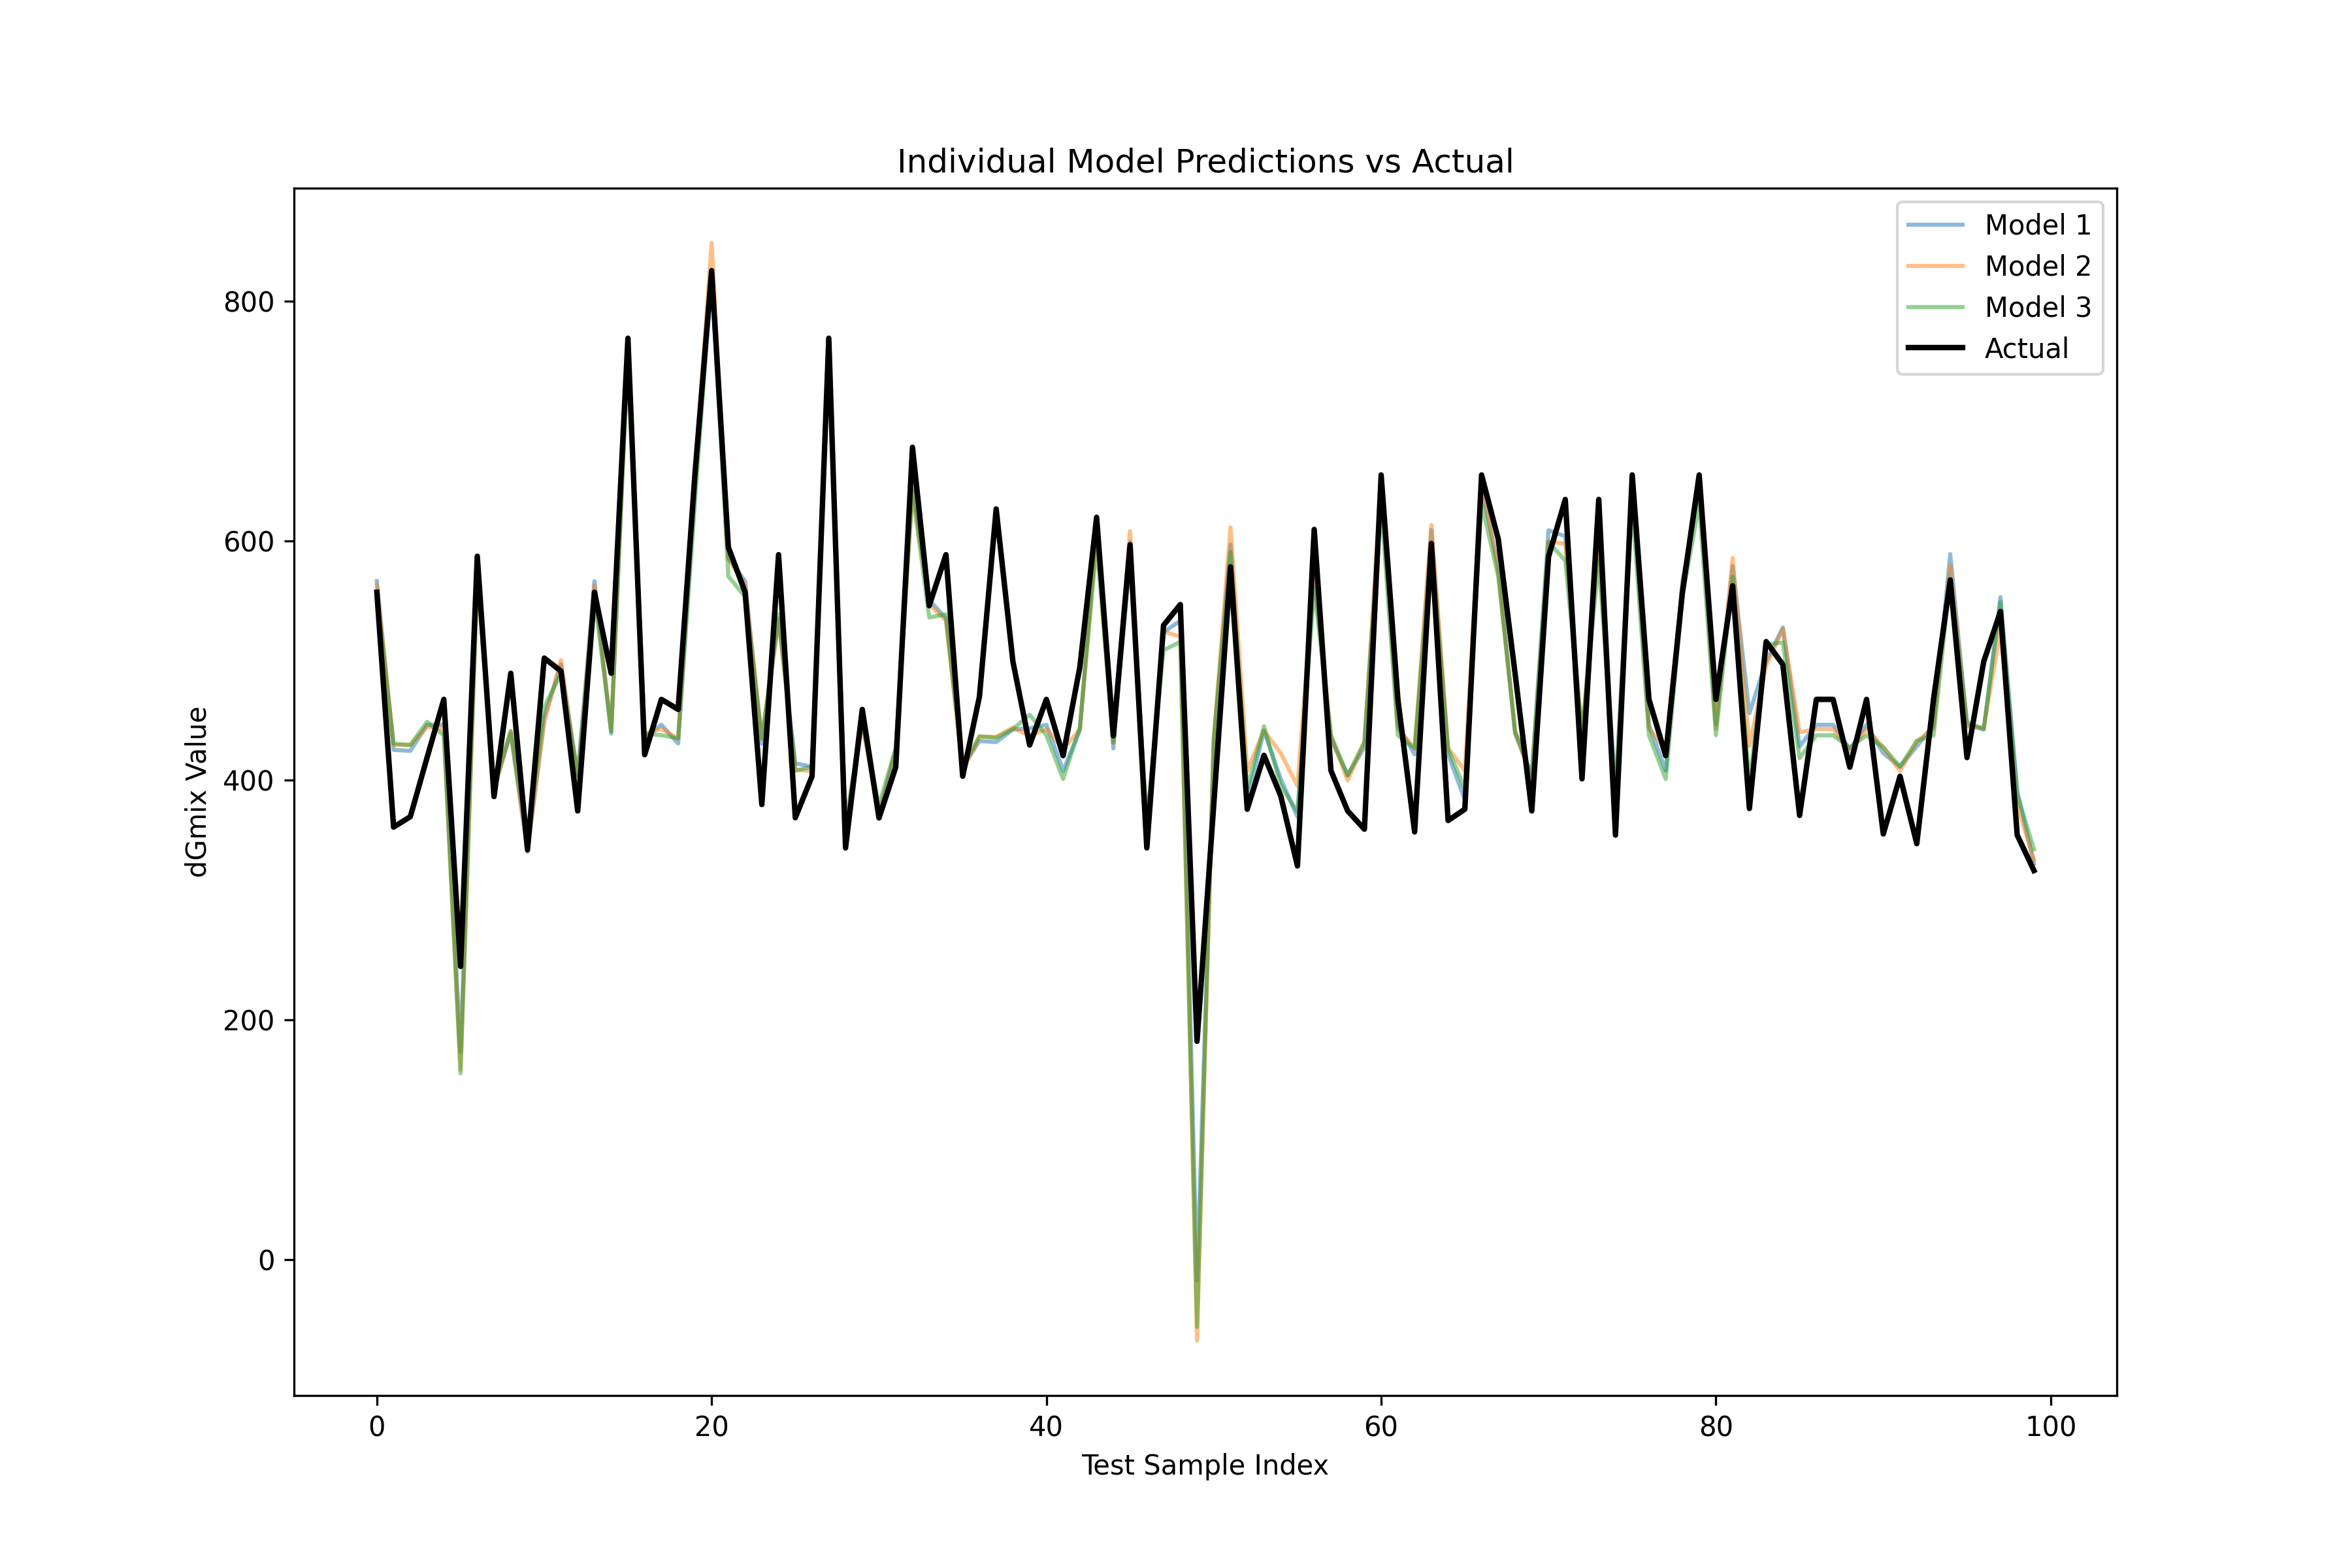 Individual Model Predictions vs Actual
Model 1
Model 2
Model 3
Actual
800
600
400
200
0
dGmix Value
0 20 40 60 80 100
Test Sample Index